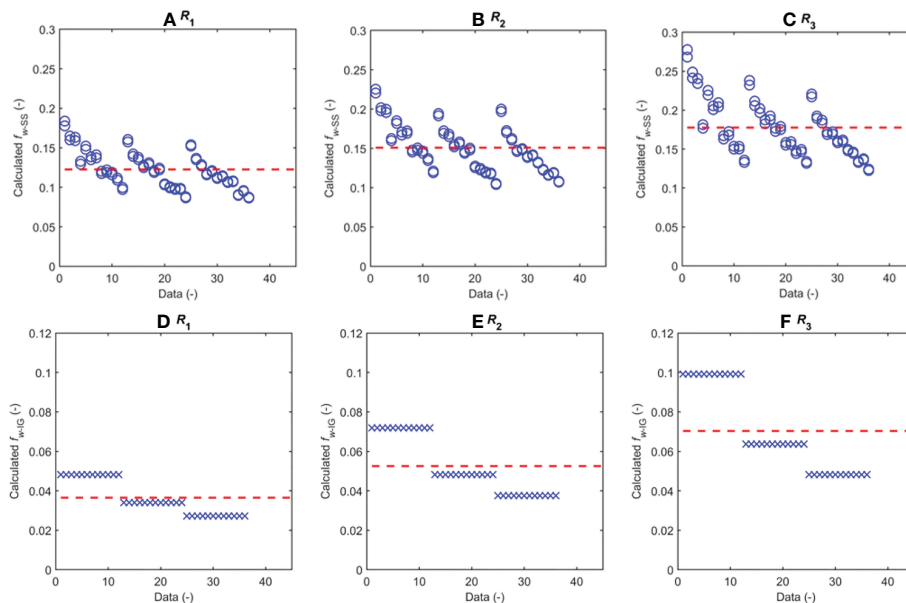 A R1
B R2
C R3
0.3
0.25
0.2
0.15
0.1
0.05
0
Calculated fw-SS (-)
0 10 20 30 40
Data (-)
0.3
0.25
0.2
0.15
0.1
0.05
0
Calculated fw-SS (-)
0 10 20 30 40
Data (-)
0.3
0.25
0.2
0.15
0.1
0.05
0
Calculated fw-SS (-)
0 10 20 30 40
Data (-)
D R1
E R2
F R3
0.12
0.1
0.08
0.06
0.04
0.02
0
Calculated fw-IG (-)
0 10 20 30 40
Data (-)
0.12
0.1
0.08
0.06
0.04
0.02
0
Calculated fw-IG (-)
0 10 20 30 40
Data (-)
0.12
0.1
0.08
0.06
0.04
0.02
0
Calculated fw-IG (-)
0 10 20 30 40
Data (-)